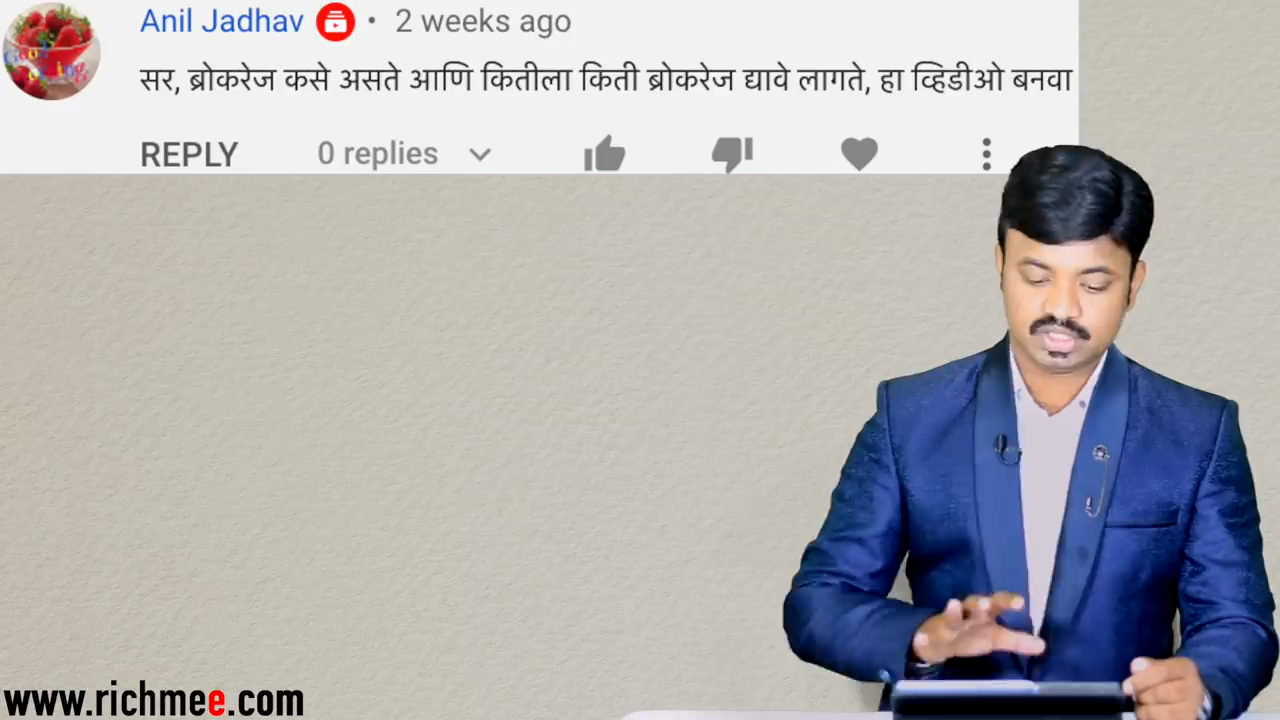 Anil Jadhav • 2 weeks ago
सर, ब्रोकरेज कसे असते आणि कितीला किती ब्रोकरेज द्यावे लागते, हा व्हिडीओ बनवा
REPLY 0 replies
www.richmee.com